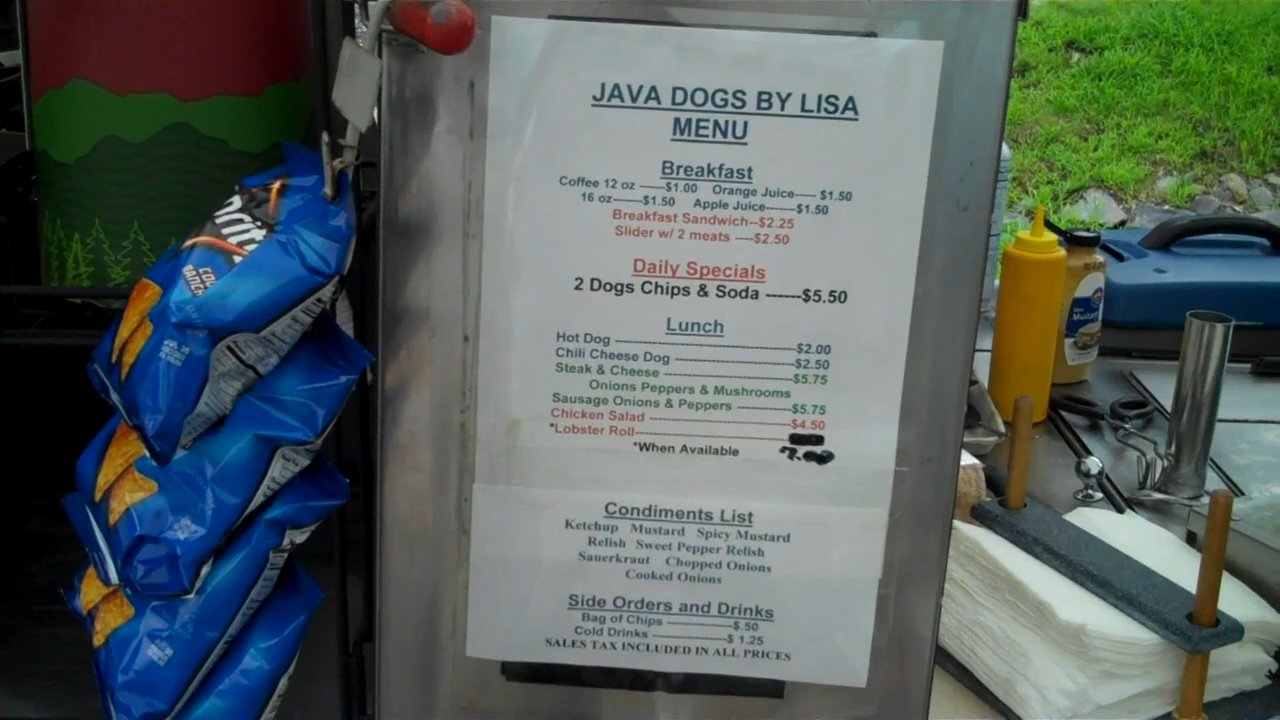 JAVA DOGS BY LISA
MENU
Breakfast
Coffee 12 oz ------$1.00 Orange Juice----- $1.50
16 oz-------$1.50 Apple Juice-------$1.50
Breakfast Sandwich--$2.25
Slider w/ 2 meats ----$2.50
Daily Specials
2 Dogs Chips & Soda ------$5.50
Lunch
Hot Dog ------------------------------$2.00
Chili Cheese Dog --------------------$2.50
Steak & Cheese ----------------------$5.75
Onions Peppers & Mushrooms
Sausage Onions & Peppers ----------$5.75
Chicken Salad -----------------------$4.50
*Lobster Roll-------------------------
*When Available 7.00
Condiments List
Ketchup Mustard Spicy Mustard
Relish Sweet Pepper Relish
Sauerkraut Chopped Onions
Cooked Onions
Side Orders and Drinks
Bag of Chips ---------------$.50
Cold Drinks -----------------$ 1.25
SALES TAX INCLUDED IN ALL PRICES
COOL
RANCH
Mustard